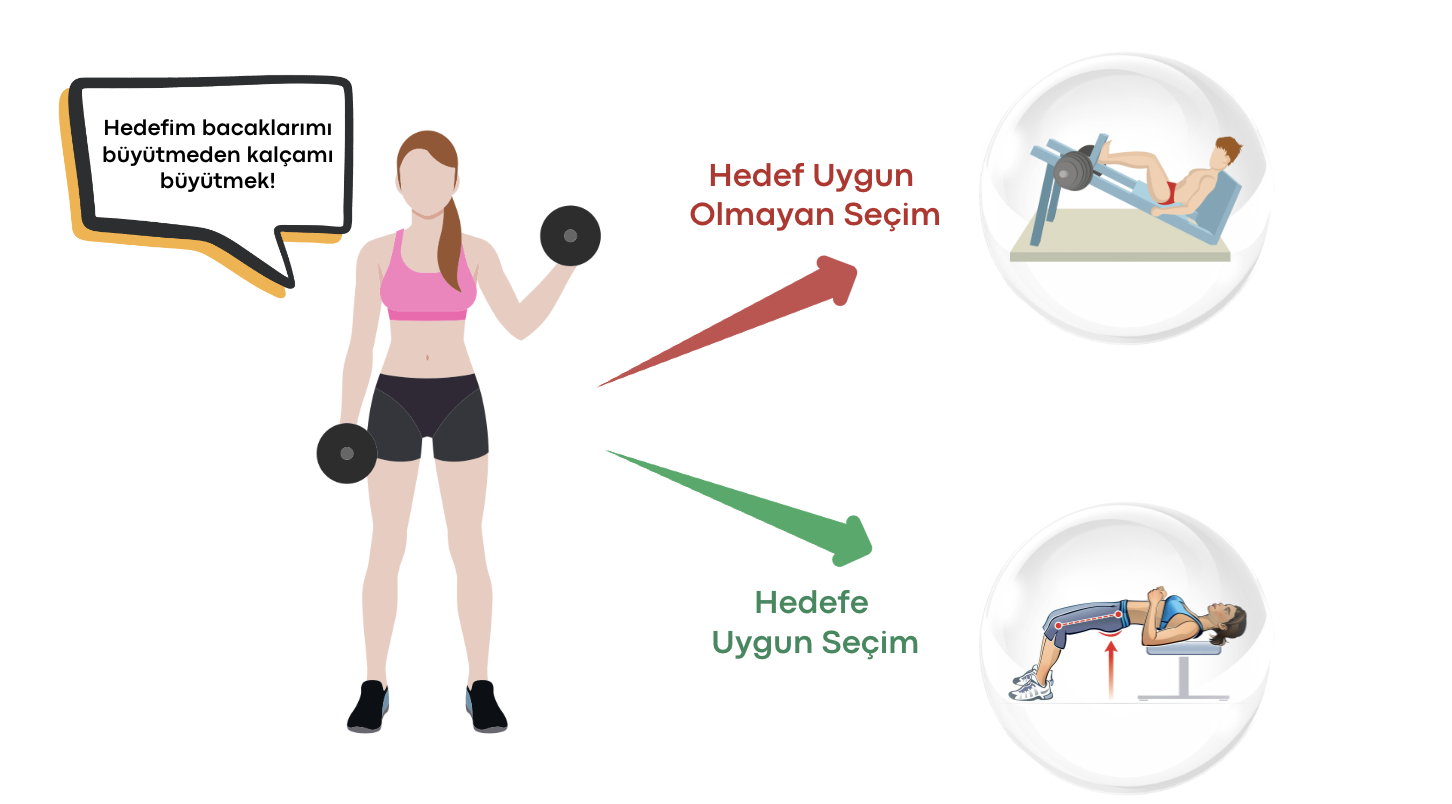 Hedefim bacaklarımı
büyütmeden kalçamı
büyütmek!
Hedef Uygun
Olmayan Seçim
Hedefe
Uygun Seçim